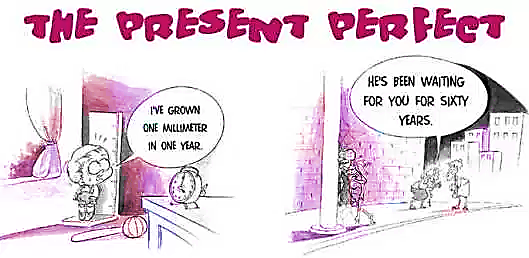 THE PRESENT PERFECT
I'VE GROWN
ONE MILLIMETER
IN ONE YEAR.
HE'S BEEN WAITING
FOR YOU FOR SIXTY
YEARS.